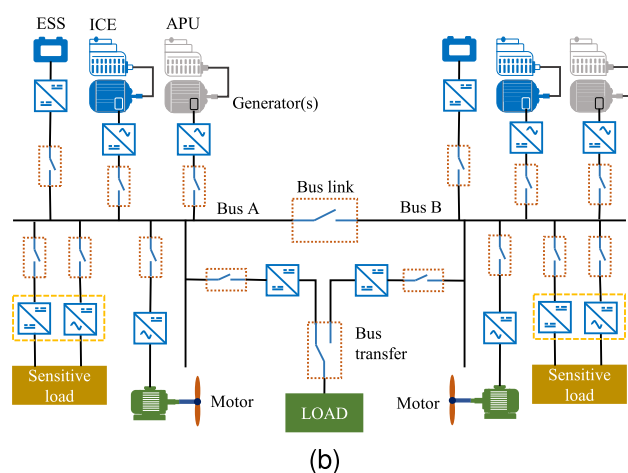 ESS ICE APU
Generator(s)
Bus link
Bus A
Bus B
Bus
transfer
Sensitive
load
Motor
LOAD
Motor
Sensitive
load
(b)